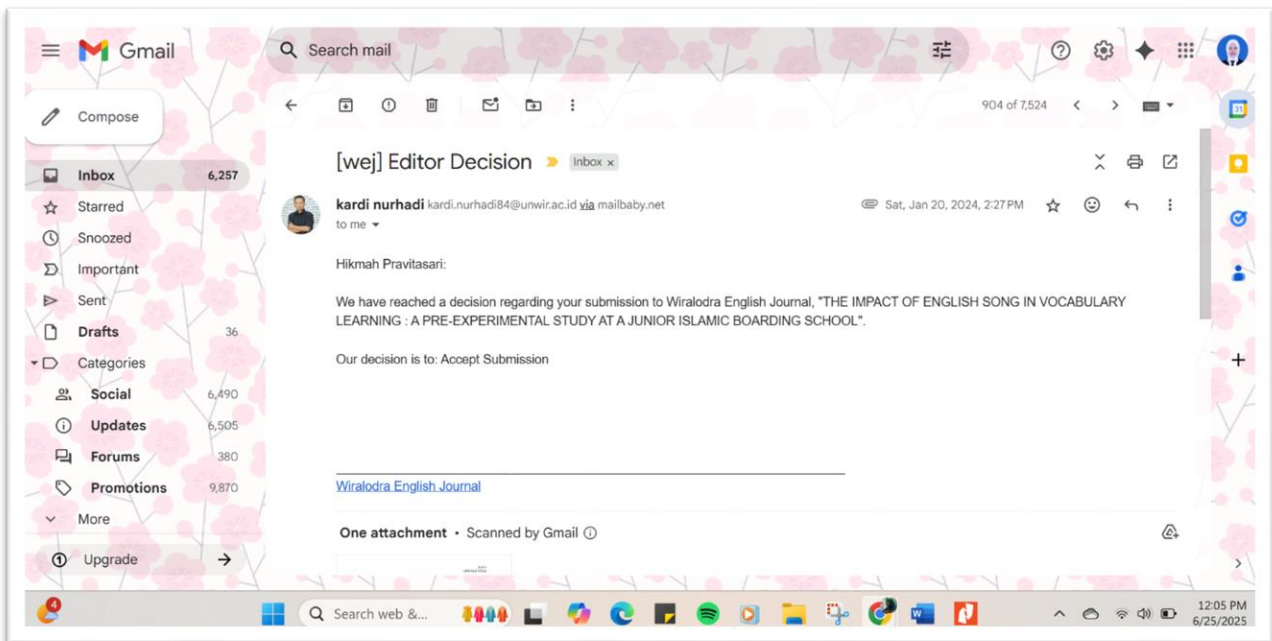 Gmail
Search mail
Compose
904 of 7,524
31
[wej] Editor Decision
Inbox x
Inbox 6,257
kardi nurhadi kardi.nurhadi84@unwir.ac.id via mailbaby.net
Sat, Jan 20, 2024, 2:27 PM
Starred
to me
Snoozed
Hikmah Pravitasari:
Important
Sent
We have reached a decision regarding your submission to Wiralodra English Journal, "THE IMPACT OF ENGLISH SONG IN VOCABULARY
LEARNING : A PRE-EXPERIMENTAL STUDY AT A JUNIOR ISLAMIC BOARDING SCHOOL".
Drafts 36
Categories
Our decision is to: Accept Submission
Social 6,490
Updates 6,505
Forums 380
Promotions 9,870
Wiralodra English Journal
More
One attachment • Scanned by Gmail
1 Upgrade
9
Search web &...
12:05 PM
6/25/2025